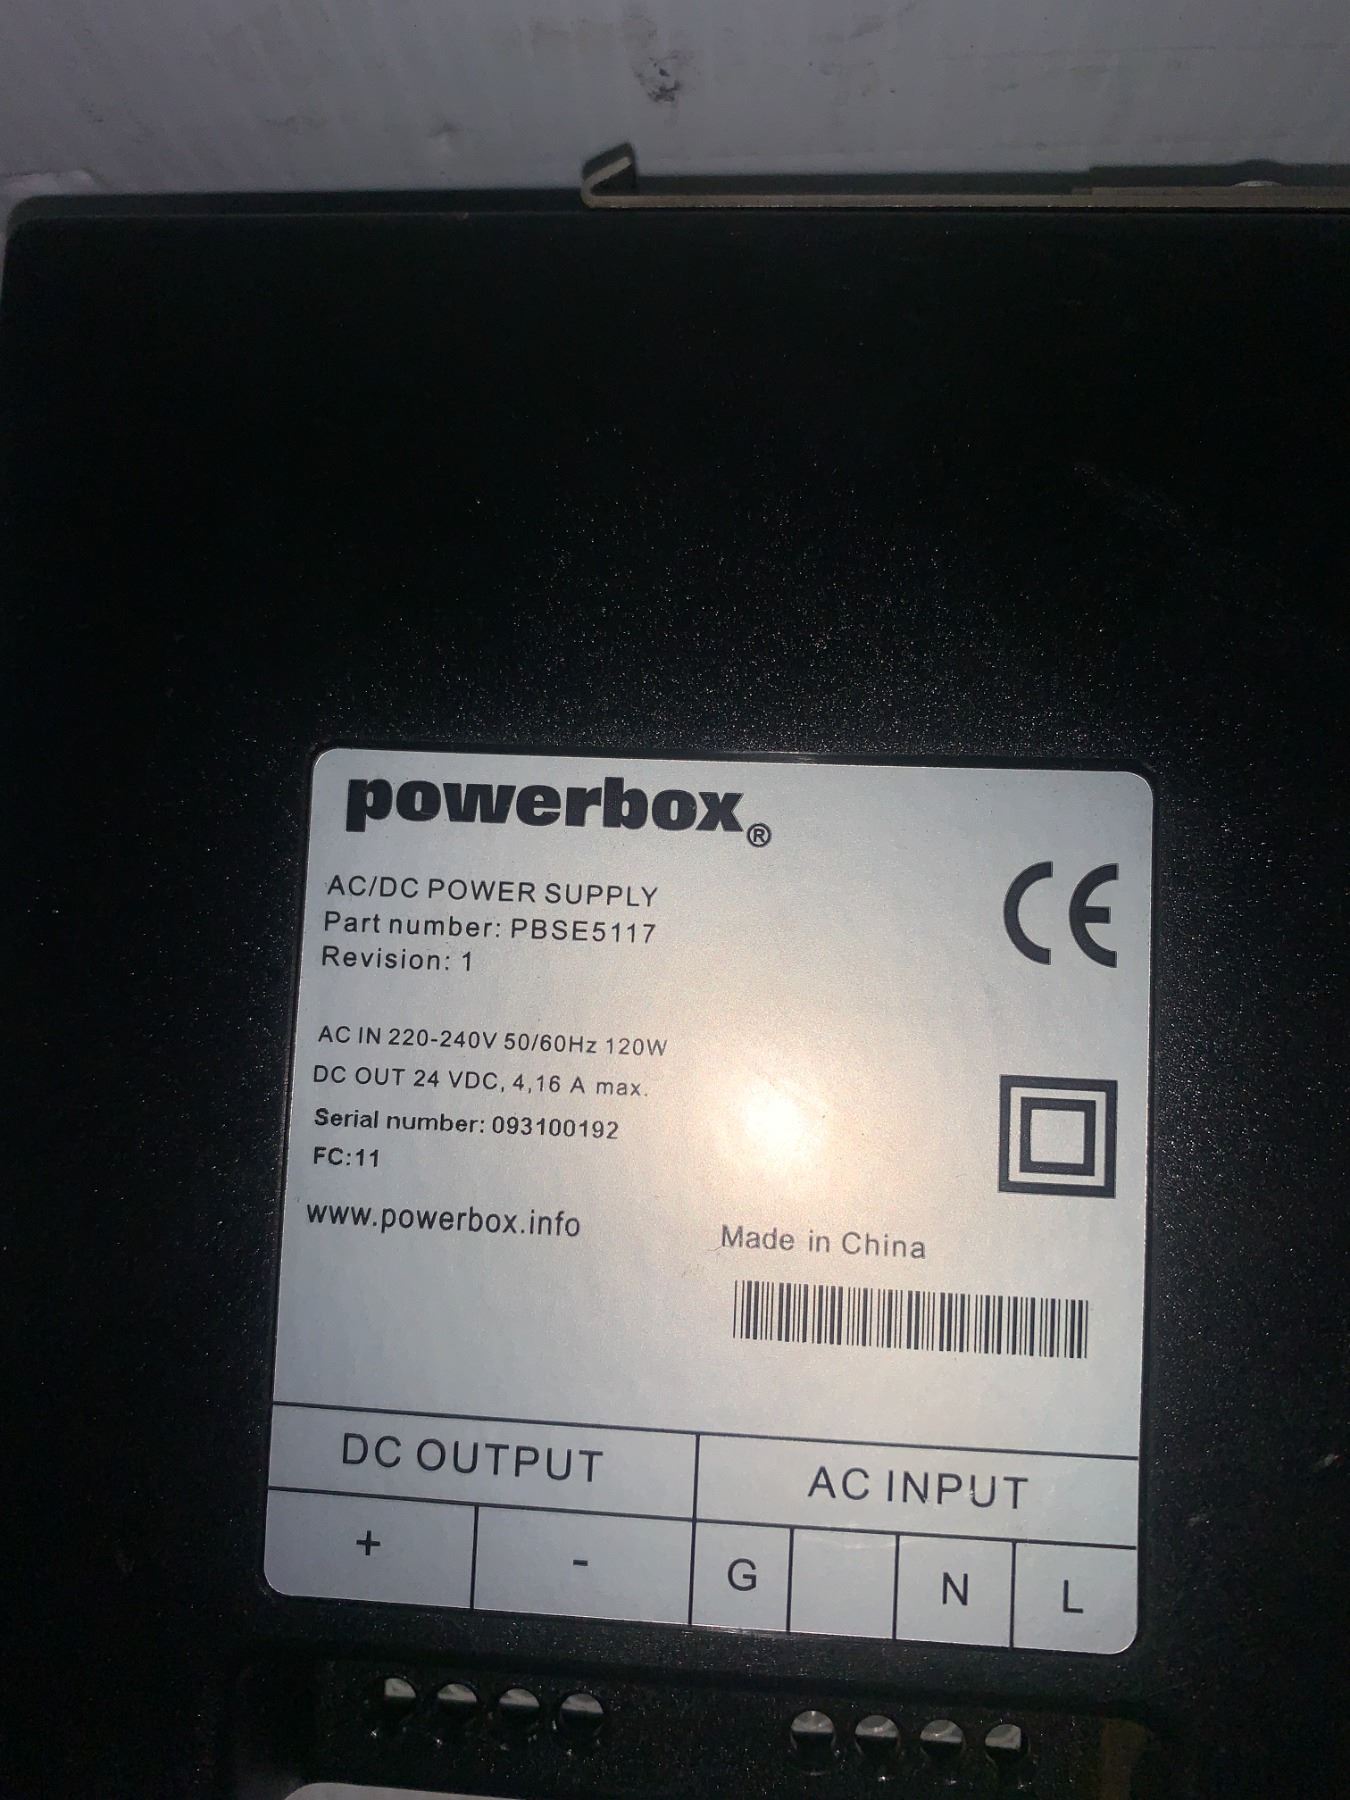 powerbox®
AC/DC POWER SUPPLY
Part number: PBSE5117
Revision: 1
AC IN 220-240V 50/60Hz 120W
DC OUT 24 VDC, 4,16 A max.
Serial number: 093100192
FC:11
www.powerbox.info
Made in China
CE
DC OUTPUT
AC INPUT
+ - G N L